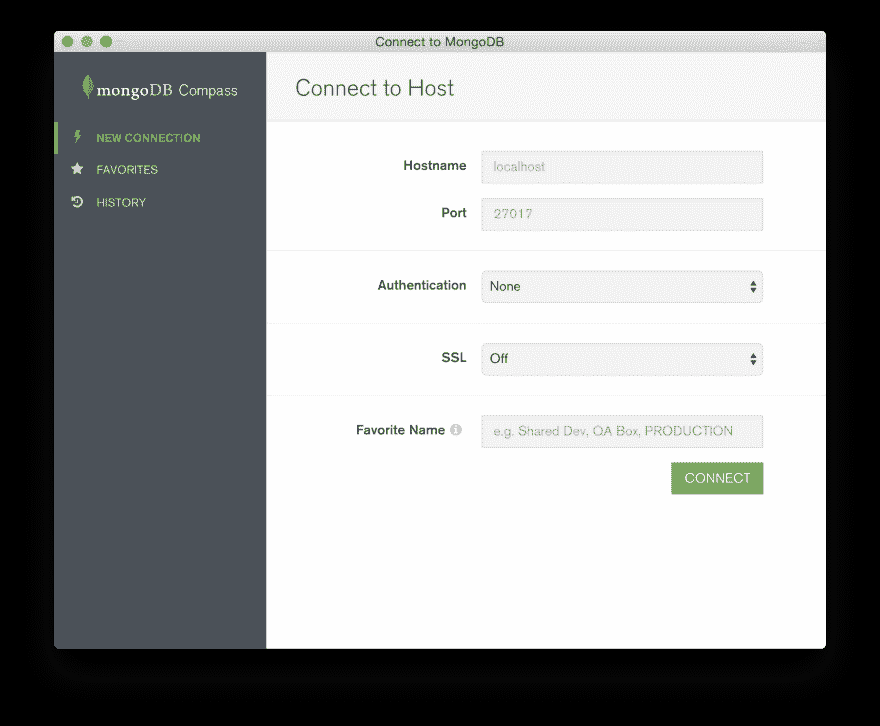 Connect to MongoDB
mongoDB Compass
NEW CONNECTION
FAVORITES
HISTORY
Connect to Host
Hostname localhost
Port 27017
Authentication None
SSL Off
Favorite Name e.g. Shared Dev, QA Box, PRODUCTION
CONNECT